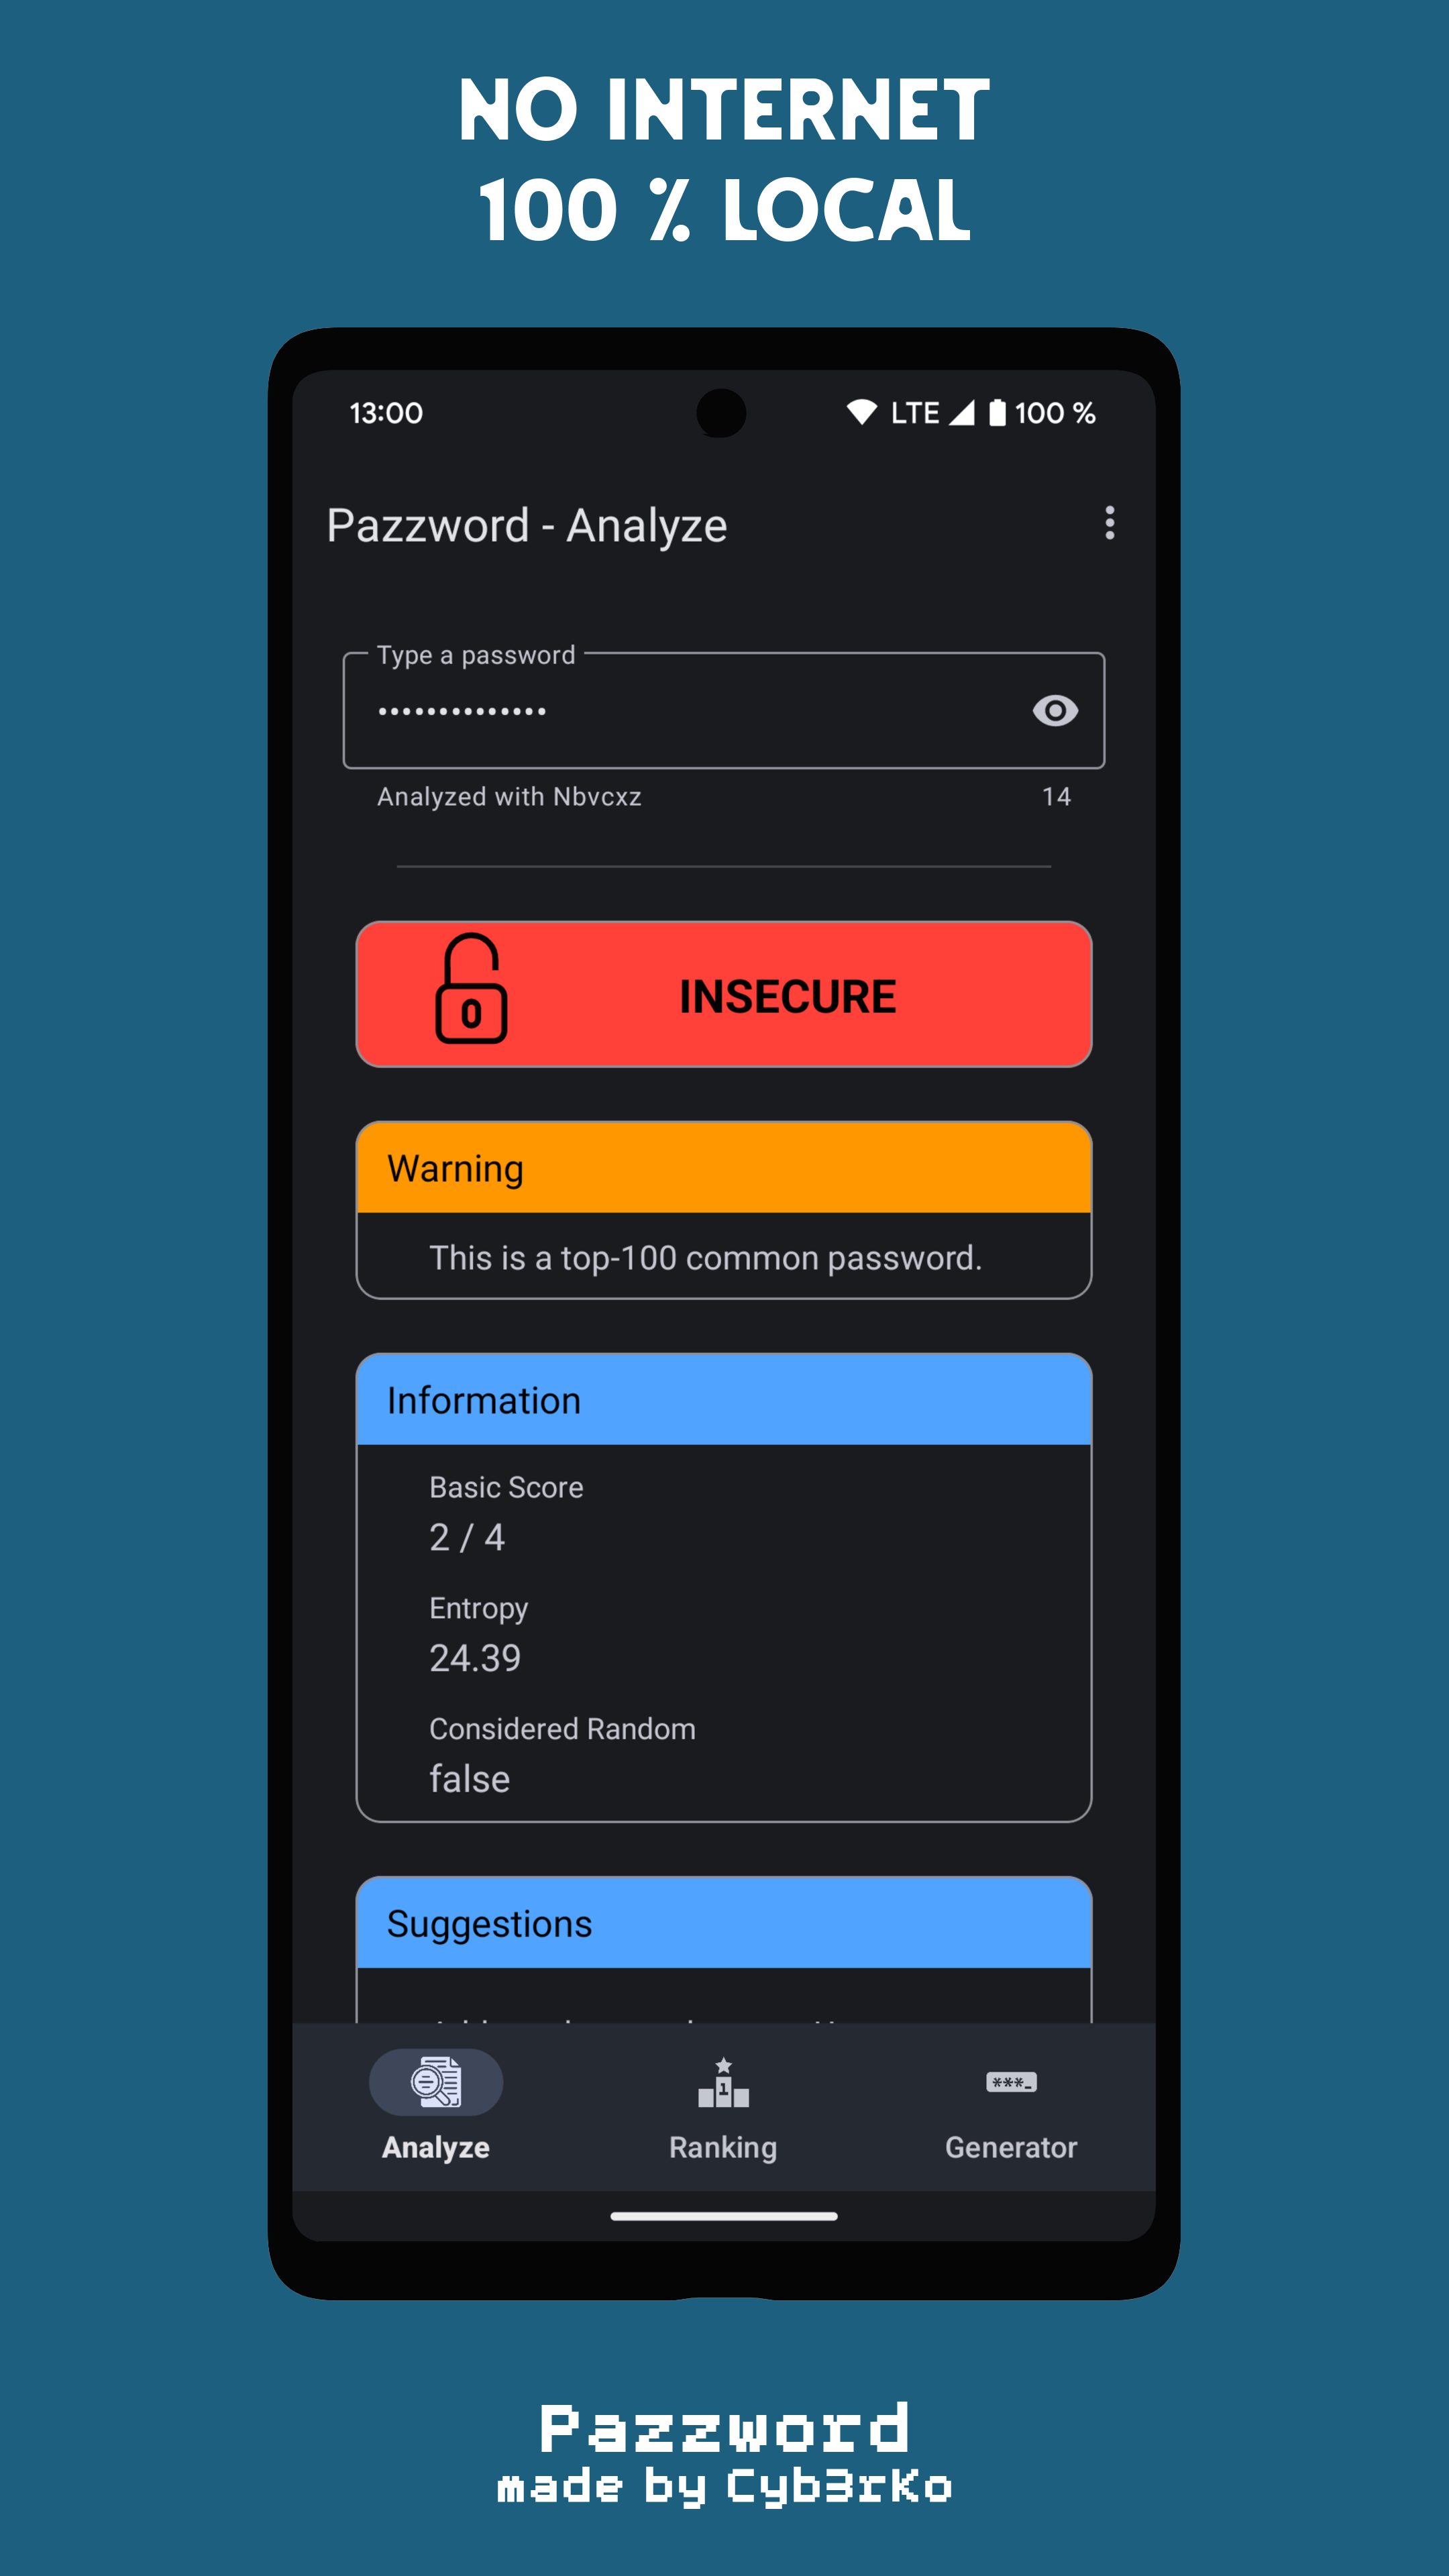 NO INTERNET
100 % LOCAL
13:00 LTE 100 %
Pazzword - Analyze
Type a password
••••••••••••••
Analyzed with Nbvcxz 14
INSECURE
Warning
This is a top-100 common password.
Information
Basic Score
2 / 4
Entropy
24.39
Considered Random
false
Suggestions
1
***_
Analyze Ranking Generator
Pazzword
made by Cyb3rKo